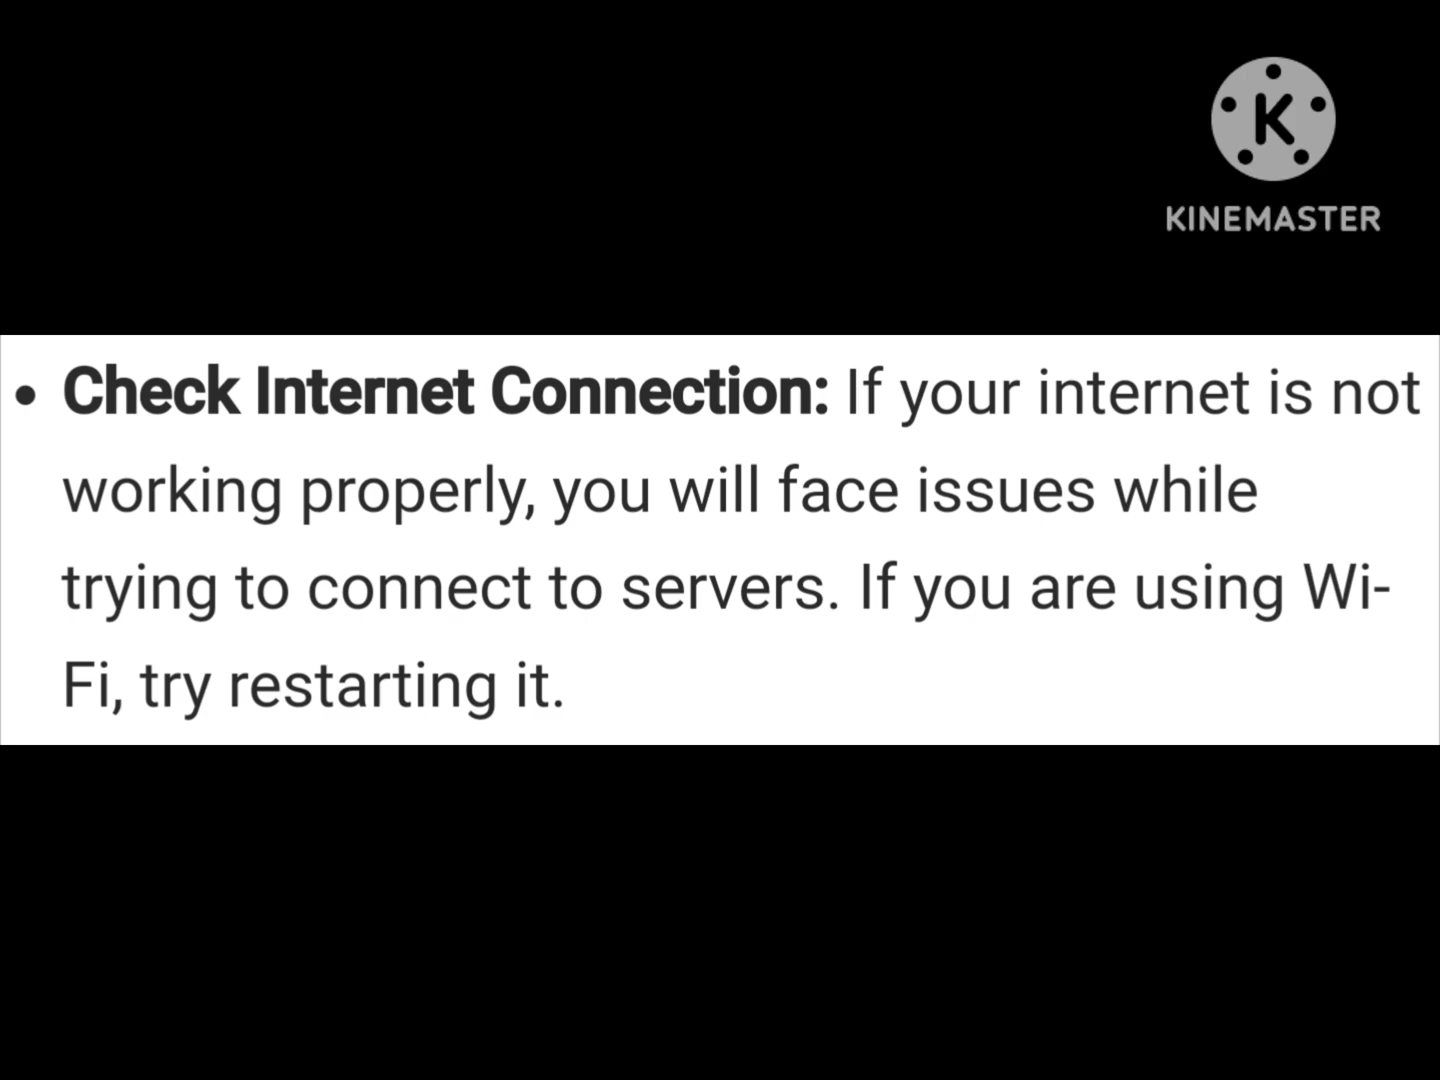 K
KINEMASTER
• Check Internet Connection: If your internet is not
working properly, you will face issues while
trying to connect to servers. If you are using Wi-
Fi, try restarting it.